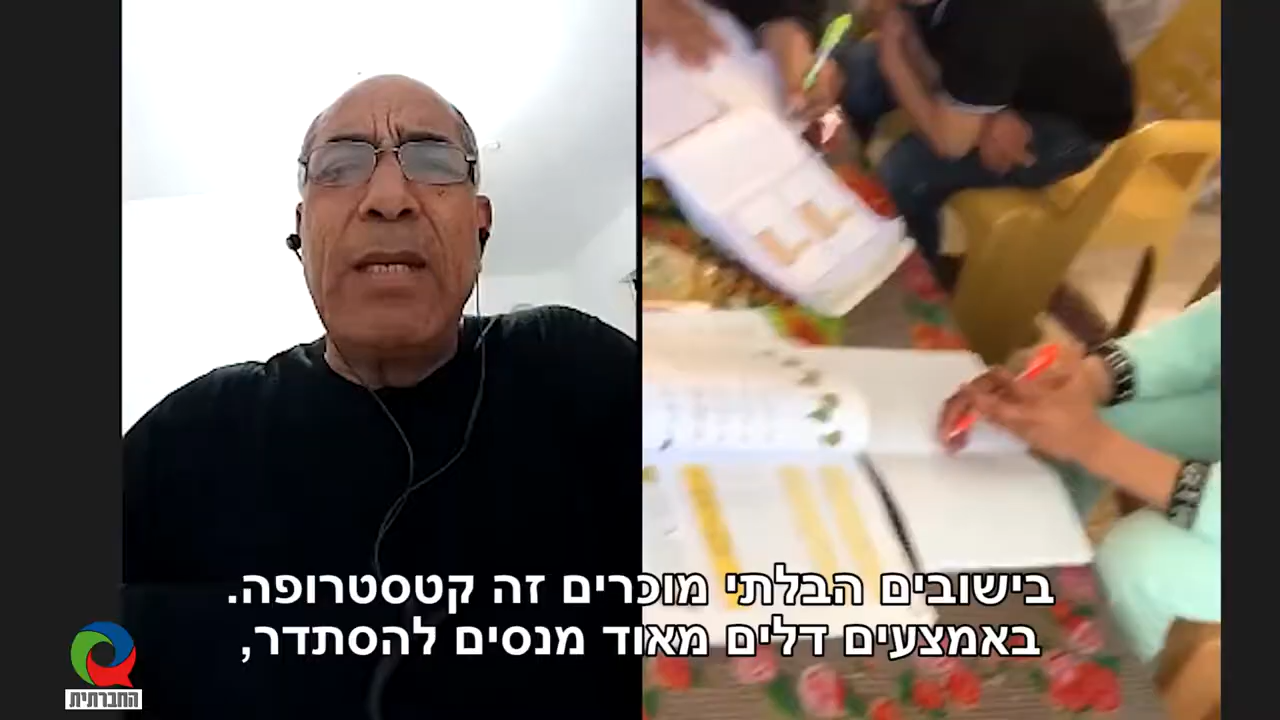 בישובים הבלתי מוכרים זה קטסטרופה.
באמצעים דלים מאוד מנסים להסתדר,
החברתית